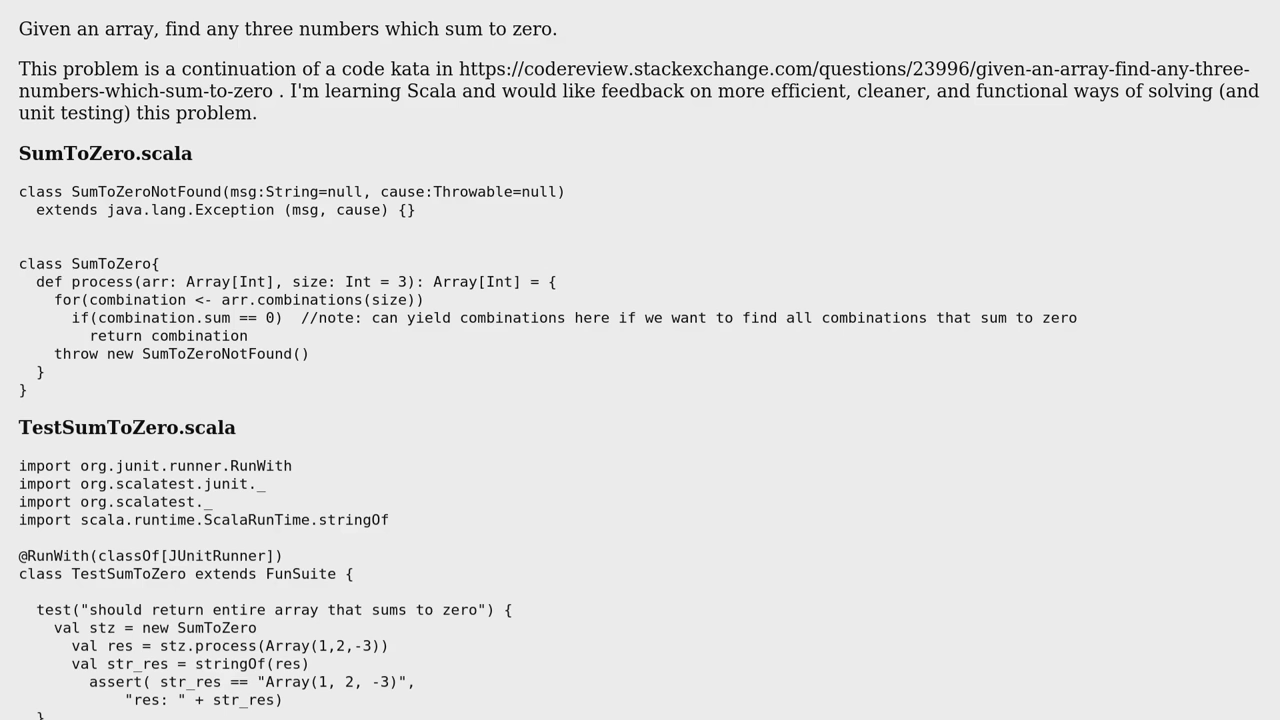 Given an array, find any three numbers which sum to zero.
This problem is a continuation of a code kata in https://codereview.stackexchange.com/questions/23996/given-an-array-find-any-three-
numbers-which-sum-to-zero . I'm learning Scala and would like feedback on more efficient, cleaner, and functional ways of solving (and
unit testing) this problem.
SumToZero.scala
class SumToZeroNotFound(msg:String=null, cause:Throwable=null)
  extends java.lang.Exception (msg, cause) {}
class SumToZero{
  def process(arr: Array[Int], size: Int = 3): Array[Int] = {
    for(combination <- arr.combinations(size))
      if(combination.sum == 0)  //note: can yield combinations here if we want to find all combinations that sum to zero
        return combination
    throw new SumToZeroNotFound()
  }
}
TestSumToZero.scala
import org.junit.runner.RunWith
import org.scalatest.junit._
import org.scalatest._
import scala.runtime.ScalaRunTime.stringOf
@RunWith(classOf[JUnitRunner])
class TestSumToZero extends FunSuite {
  test("should return entire array that sums to zero") {
    val stz = new SumToZero
      val res = stz.process(Array(1,2,-3))
      val str_res = stringOf(res)
        assert( str_res == "Array(1, 2, -3)",
            "res: " + str_res)
  }